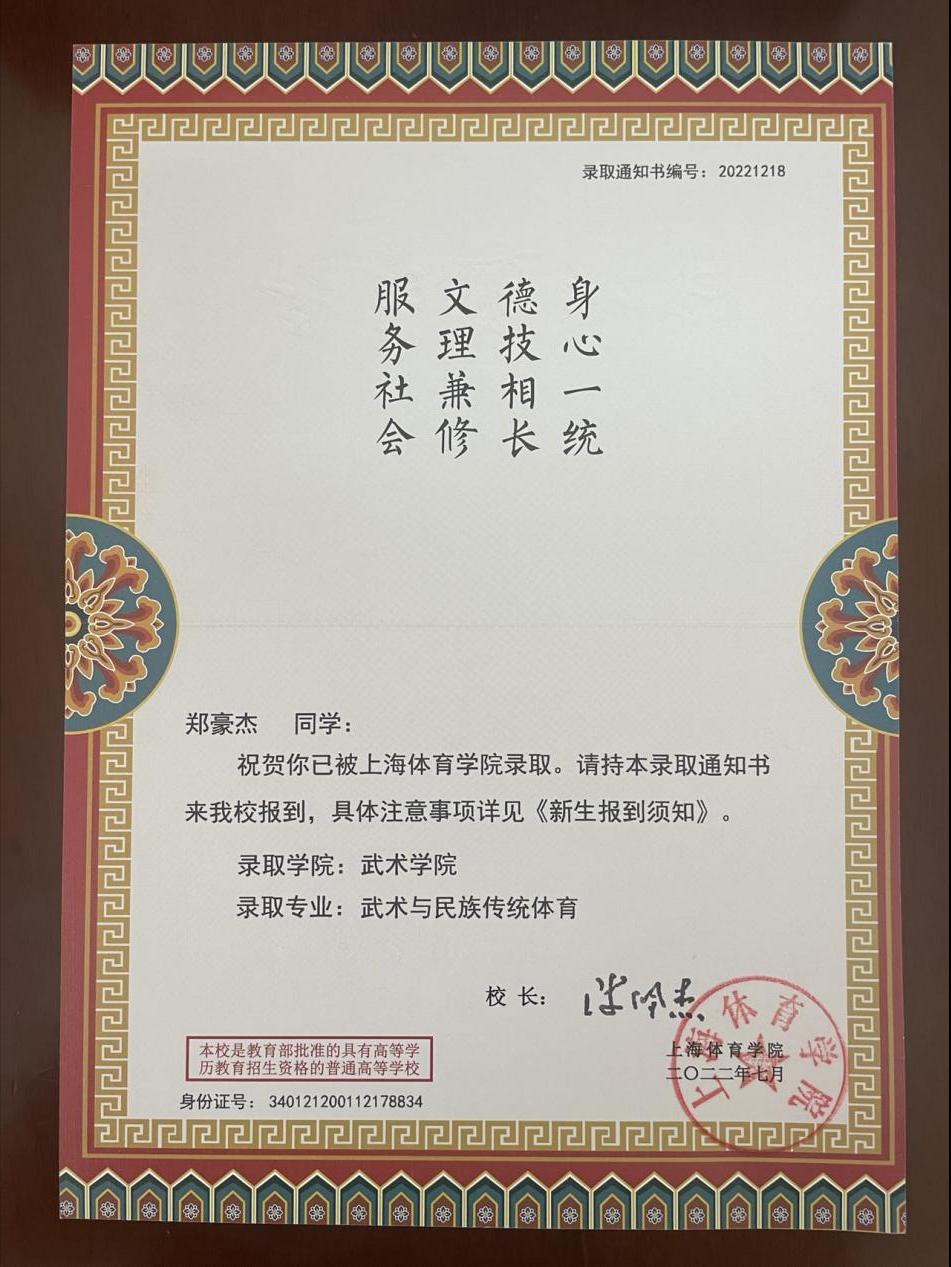 录取通知书编号：20221218
身心一统
德技相长
文理兼修
服务社会
郑豪杰 同学：
祝贺你已被上海体育学院录取。请持本录取通知书
来我校报到，具体注意事项详见《新生报到须知》。
录取学院：武术学院
录取专业：武术与民族传统体育
校 长：
上海体育学院
二〇二二年七月
上海体育学院
本校是教育部批准的具有高等学
历教育招生资格的普通高等学校
身份证号： 340121200112178834